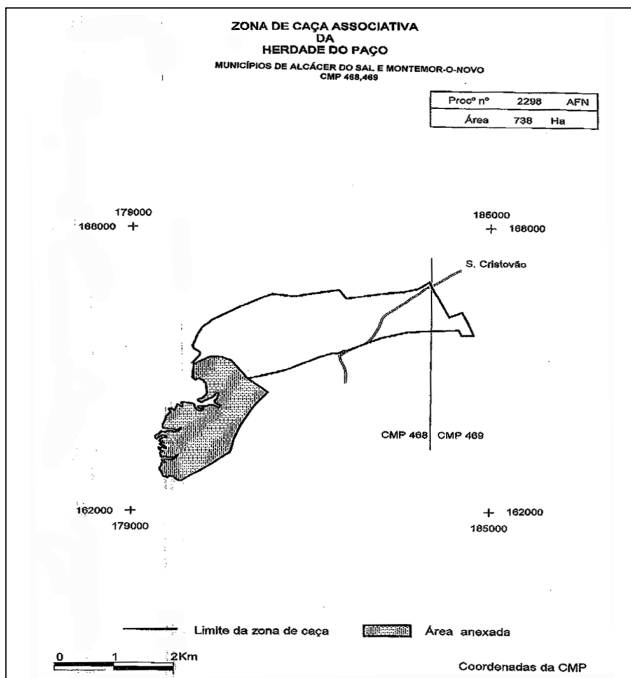 ZONA DE CAÇA ASSOCIATIVA
DA
HERDADE DO PAÇO
MUNICÍPIOS DE ALCÁCER DO SAL E MONTEMOR-O-NOVO
CMP 468,469
Procº nº 2298 AFN
Área 738 Ha
179000
168000
185000
168000
S. Cristovão
CMP 468
CMP 469
162000
179000
162000
185000
Limite da zona de caça
Área anexada
0 1 2Km
Coordenadas da CMP